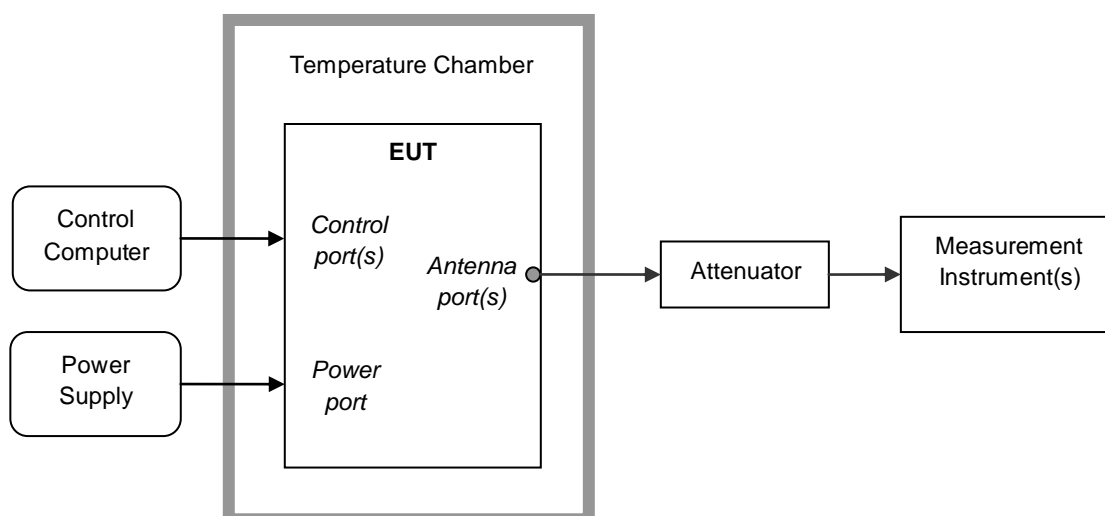 Temperature Chamber
EUT
Control
Computer
Control
port(s)
Antenna
port(s)
Attenuator
Measurement
Instrument(s)
Power
Supply
Power
port